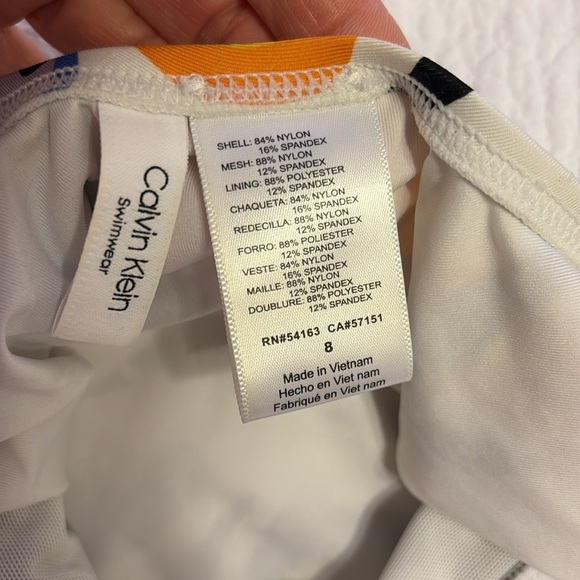 Calvin Klein
Swimwear
SHELL: 84% NYLON
16% SPANDEX
MESH: 88% NYLON
12% SPANDEX
LINING: 88% POLYESTER
12% SPANDEX
CHAQUETA: 84% NYLON
16% SPANDEX
REDECILLA: 88% NYLON
12% SPANDEX
FORRO: 88% POLIESTER
12% SPANDEX
VESTE: 84% NYLON
16% SPANDEX
MAILLE: 88% NYLON
12% SPANDEX
DOUBLURE: 88% POLYESTER
12% SPANDEX
RN#54163 CA#57151
8
Made in Vietnam
Hecho en Viet nam
Fabriqué en Viet nam